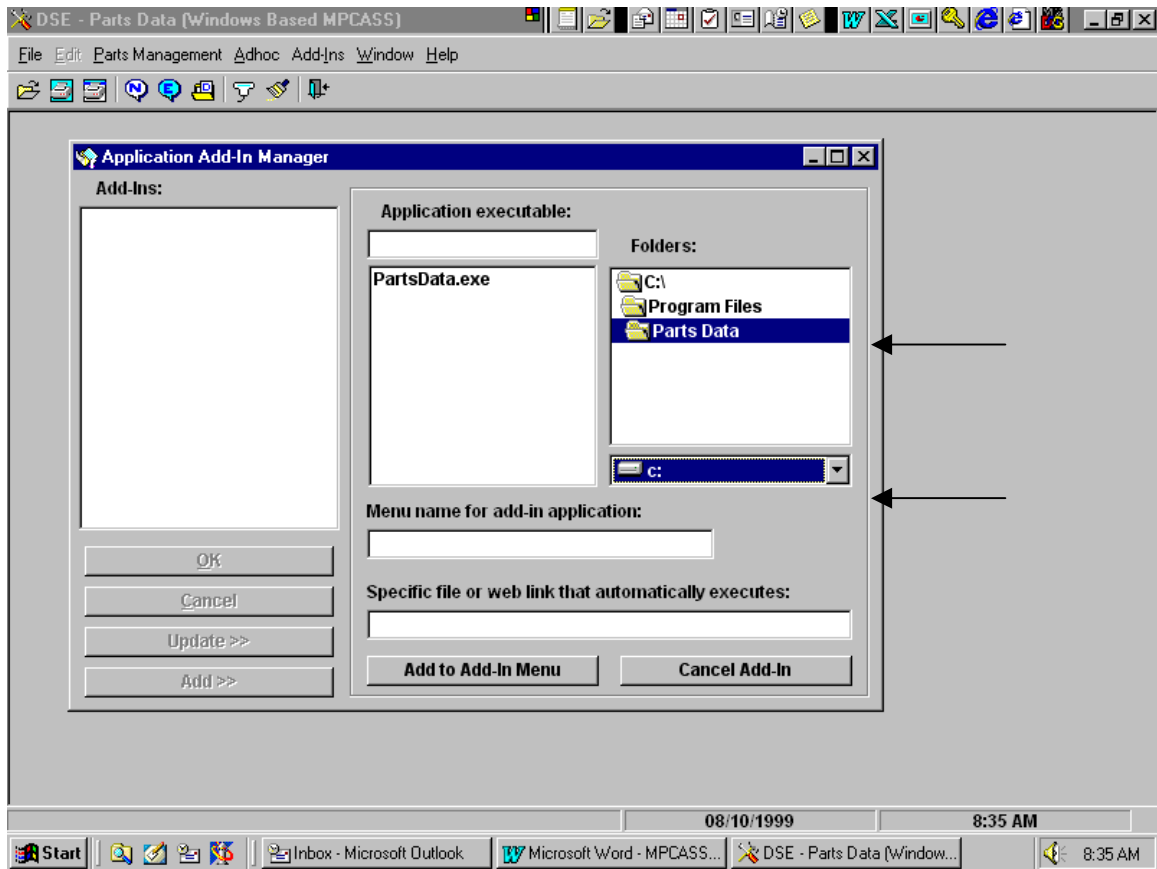 DSE - Parts Data (Windows Based MPCASS)
File Edit Parts Management Adhoc Add-Ins Window Help
Application Add-In Manager
Add-Ins:
Application executable:
Folders:
PartsData.exe
C:\
Program Files
Parts Data
c:
Menu name for add-in application:
Specific file or web link that automatically executes:
OK
Cancel
Update >>
Add >>
Add to Add-In Menu Cancel Add-In
08/10/1999 8:35 AM
Start Inbox - Microsoft Outlook Microsoft Word - MPCASS... DSE - Parts Data (Window... 8:35 AM